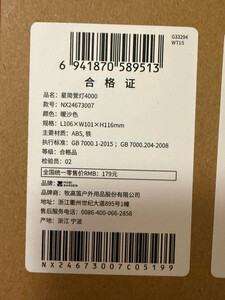 G33294
WT15
6 941870 589513
合格证
品名：星简营灯4000
款号：NX24673007
颜色：暖沙色
规格：L106×W101×H116mm
主要材质：ABS, 铁
执行标准：GB 7000.1-2015；GB 7000.204-2008
等级：合格品
检验员：02
全国统一零售价RMB：179元
制造商：牧高笛户外用品股份有限公司
地址：浙江衢州世纪大道895号1幢
售后服务电话：0086-400-066-2858
产地：浙江 宁波
NX24673007C05199